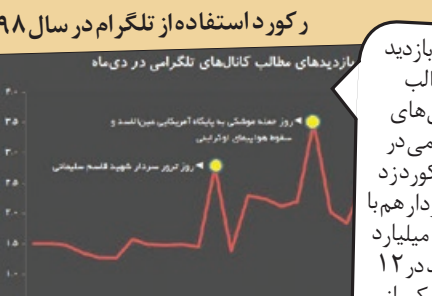 رکورد استفاده از تلگرام در سال ۹۸
بازدیدهای مطالب کانال‌های تلگرامی در دی‌ماه
۴.۰
۳.۵
۳.۰
۲.۵
۲.۰
۱.۵
۱.۰
روز حمله موشکی به پایگاه آمریکایی عین‌الاسد و
سقوط هواپیمای اوکراینی
روز ترور سردار شهید قاسم سلیمانی
بازدید
الب
ل‌های
می‌در
کورد زد
دار هم با
میلیارد
در ۱۲